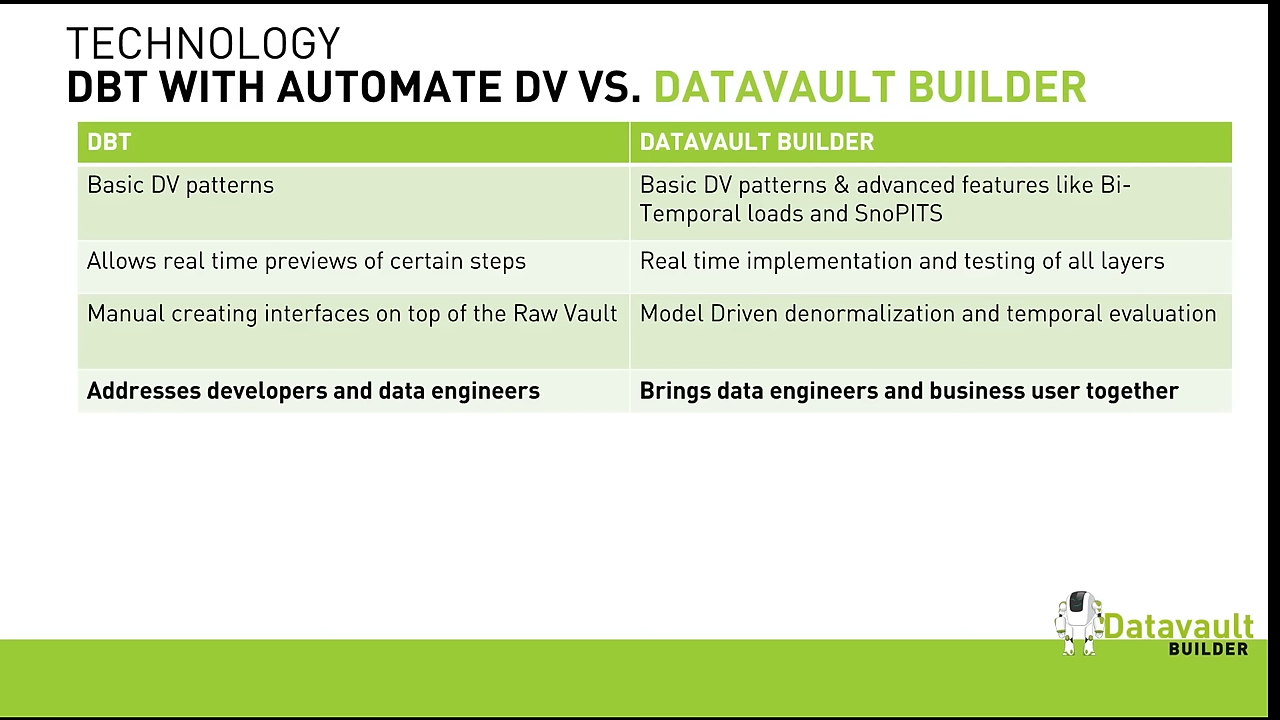 TECHNOLOGY
DBT WITH AUTOMATE DV VS. DATAVAULT BUILDER
DBT
DATAVAULT BUILDER
Basic DV patterns
Basic DV patterns & advanced features like Bi-
Temporal loads and SnoPITS
Allows real time previews of certain steps
Real time implementation and testing of all layers
Manual creating interfaces on top of the Raw Vault
Model Driven denormalization and temporal evaluation
Addresses developers and data engineers
Brings data engineers and business user together
Datavault
BUILDER